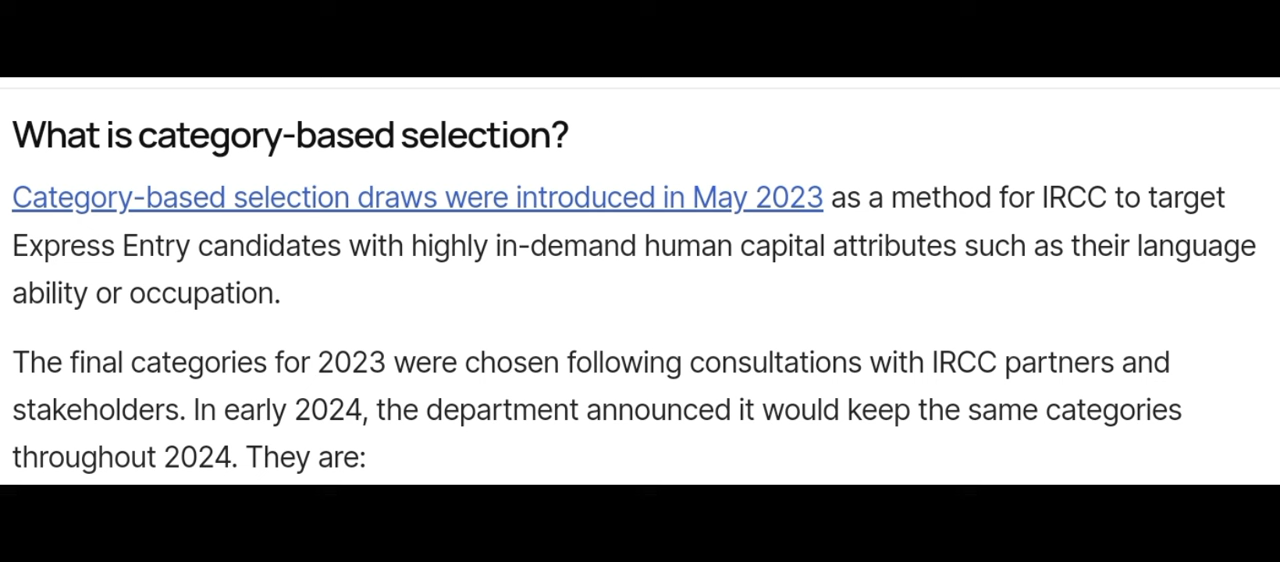 What is category-based selection?
Category-based selection draws were introduced in May 2023 as a method for IRCC to target
Express Entry candidates with highly in-demand human capital attributes such as their language
ability or occupation.
The final categories for 2023 were chosen following consultations with IRCC partners and
stakeholders. In early 2024, the department announced it would keep the same categories
throughout 2024. They are: